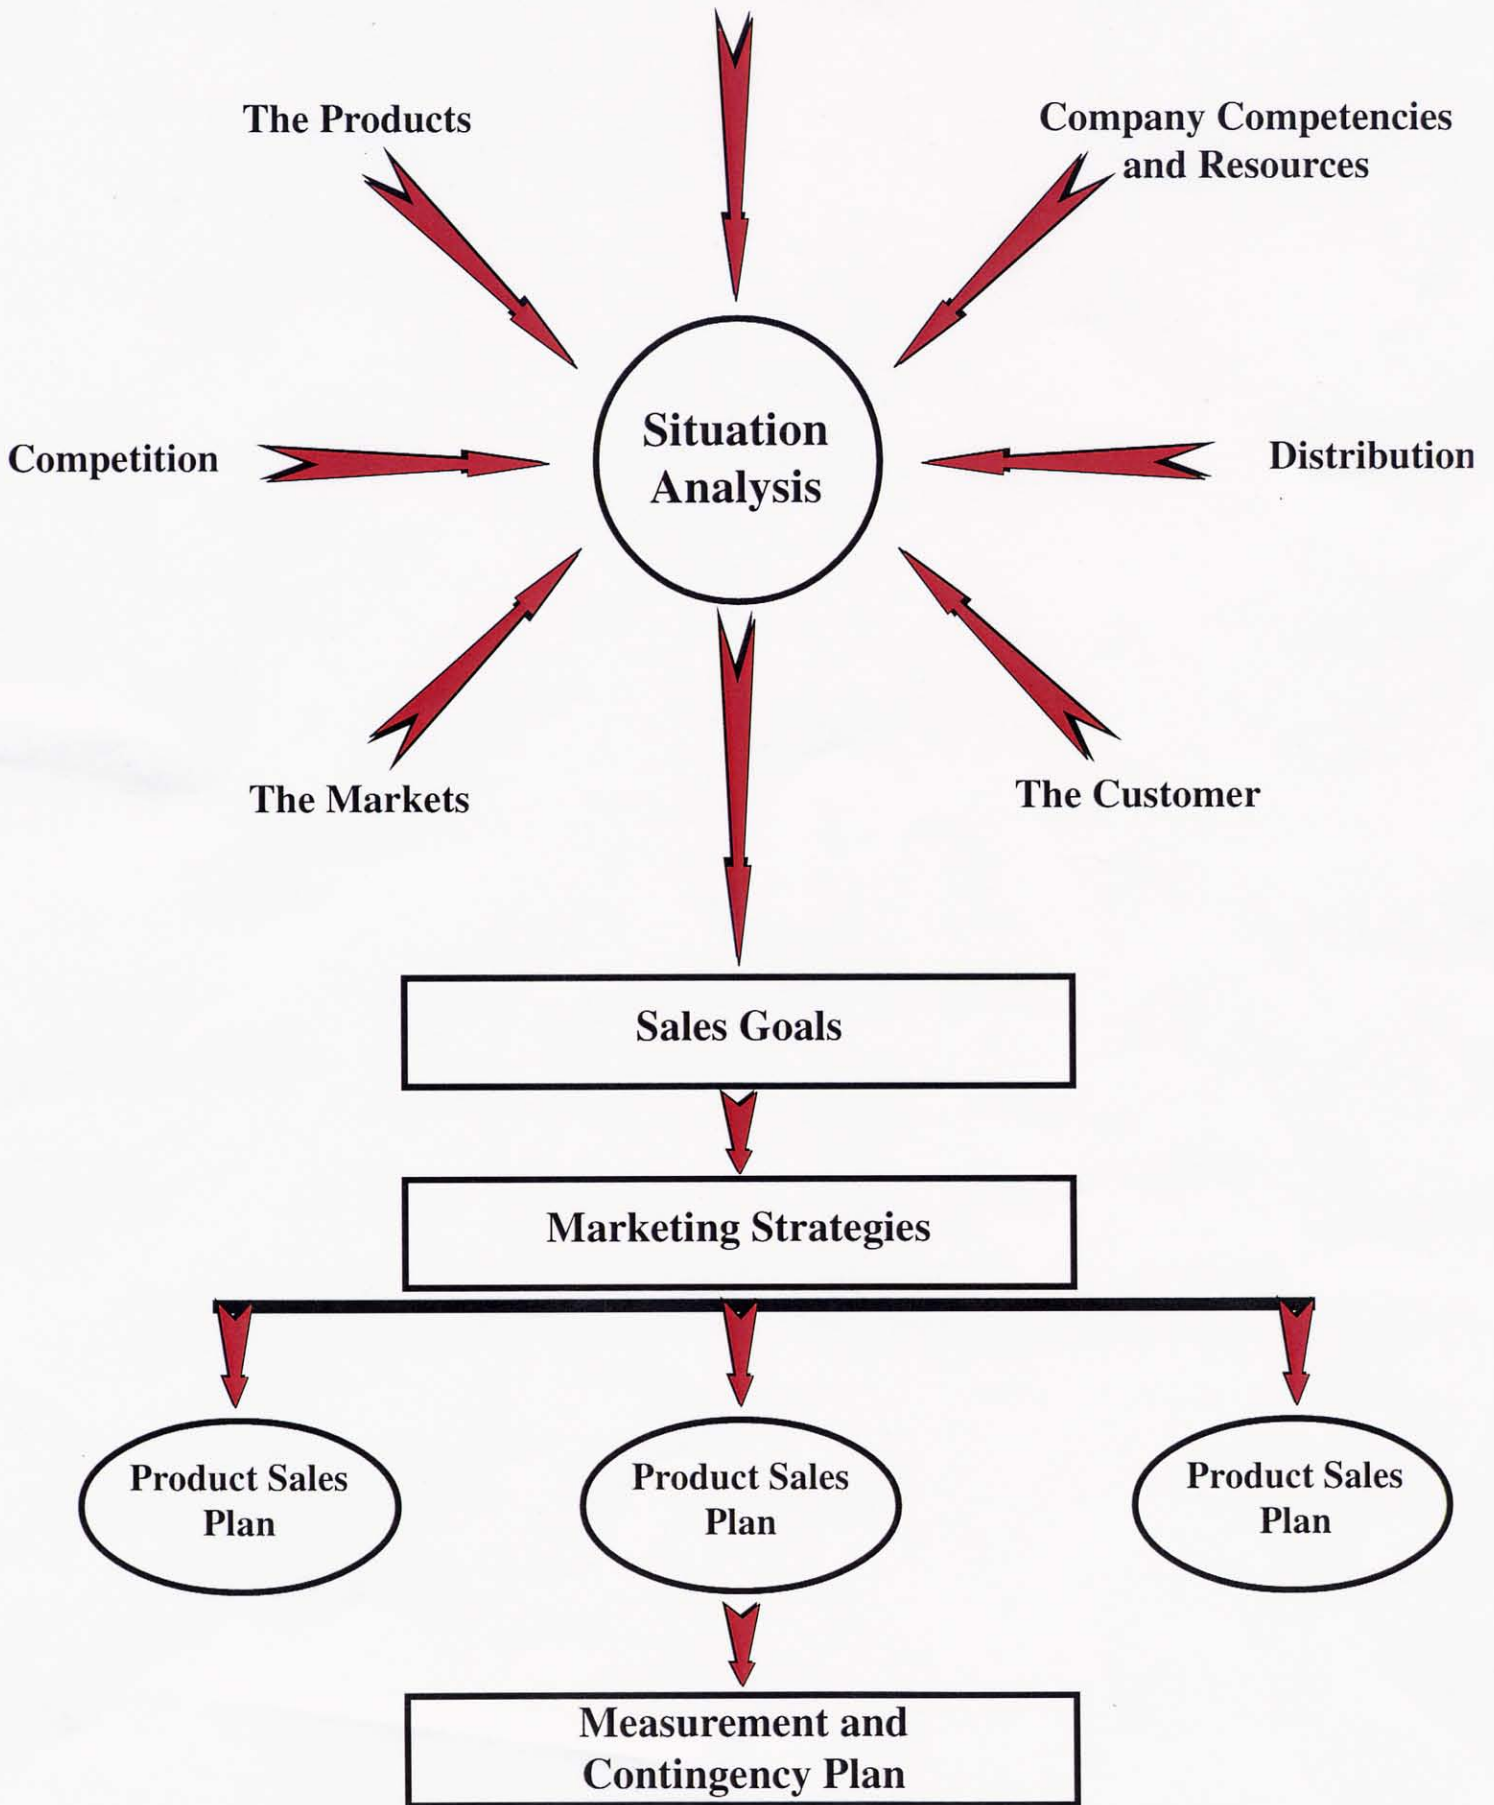 The Products
Company Competencies
and Resources
Situation
Analysis
Competition
Distribution
The Markets
The Customer
Sales Goals
Marketing Strategies
Product Sales
Plan
Product Sales
Plan
Product Sales
Plan
Measurement and
Contingency Plan